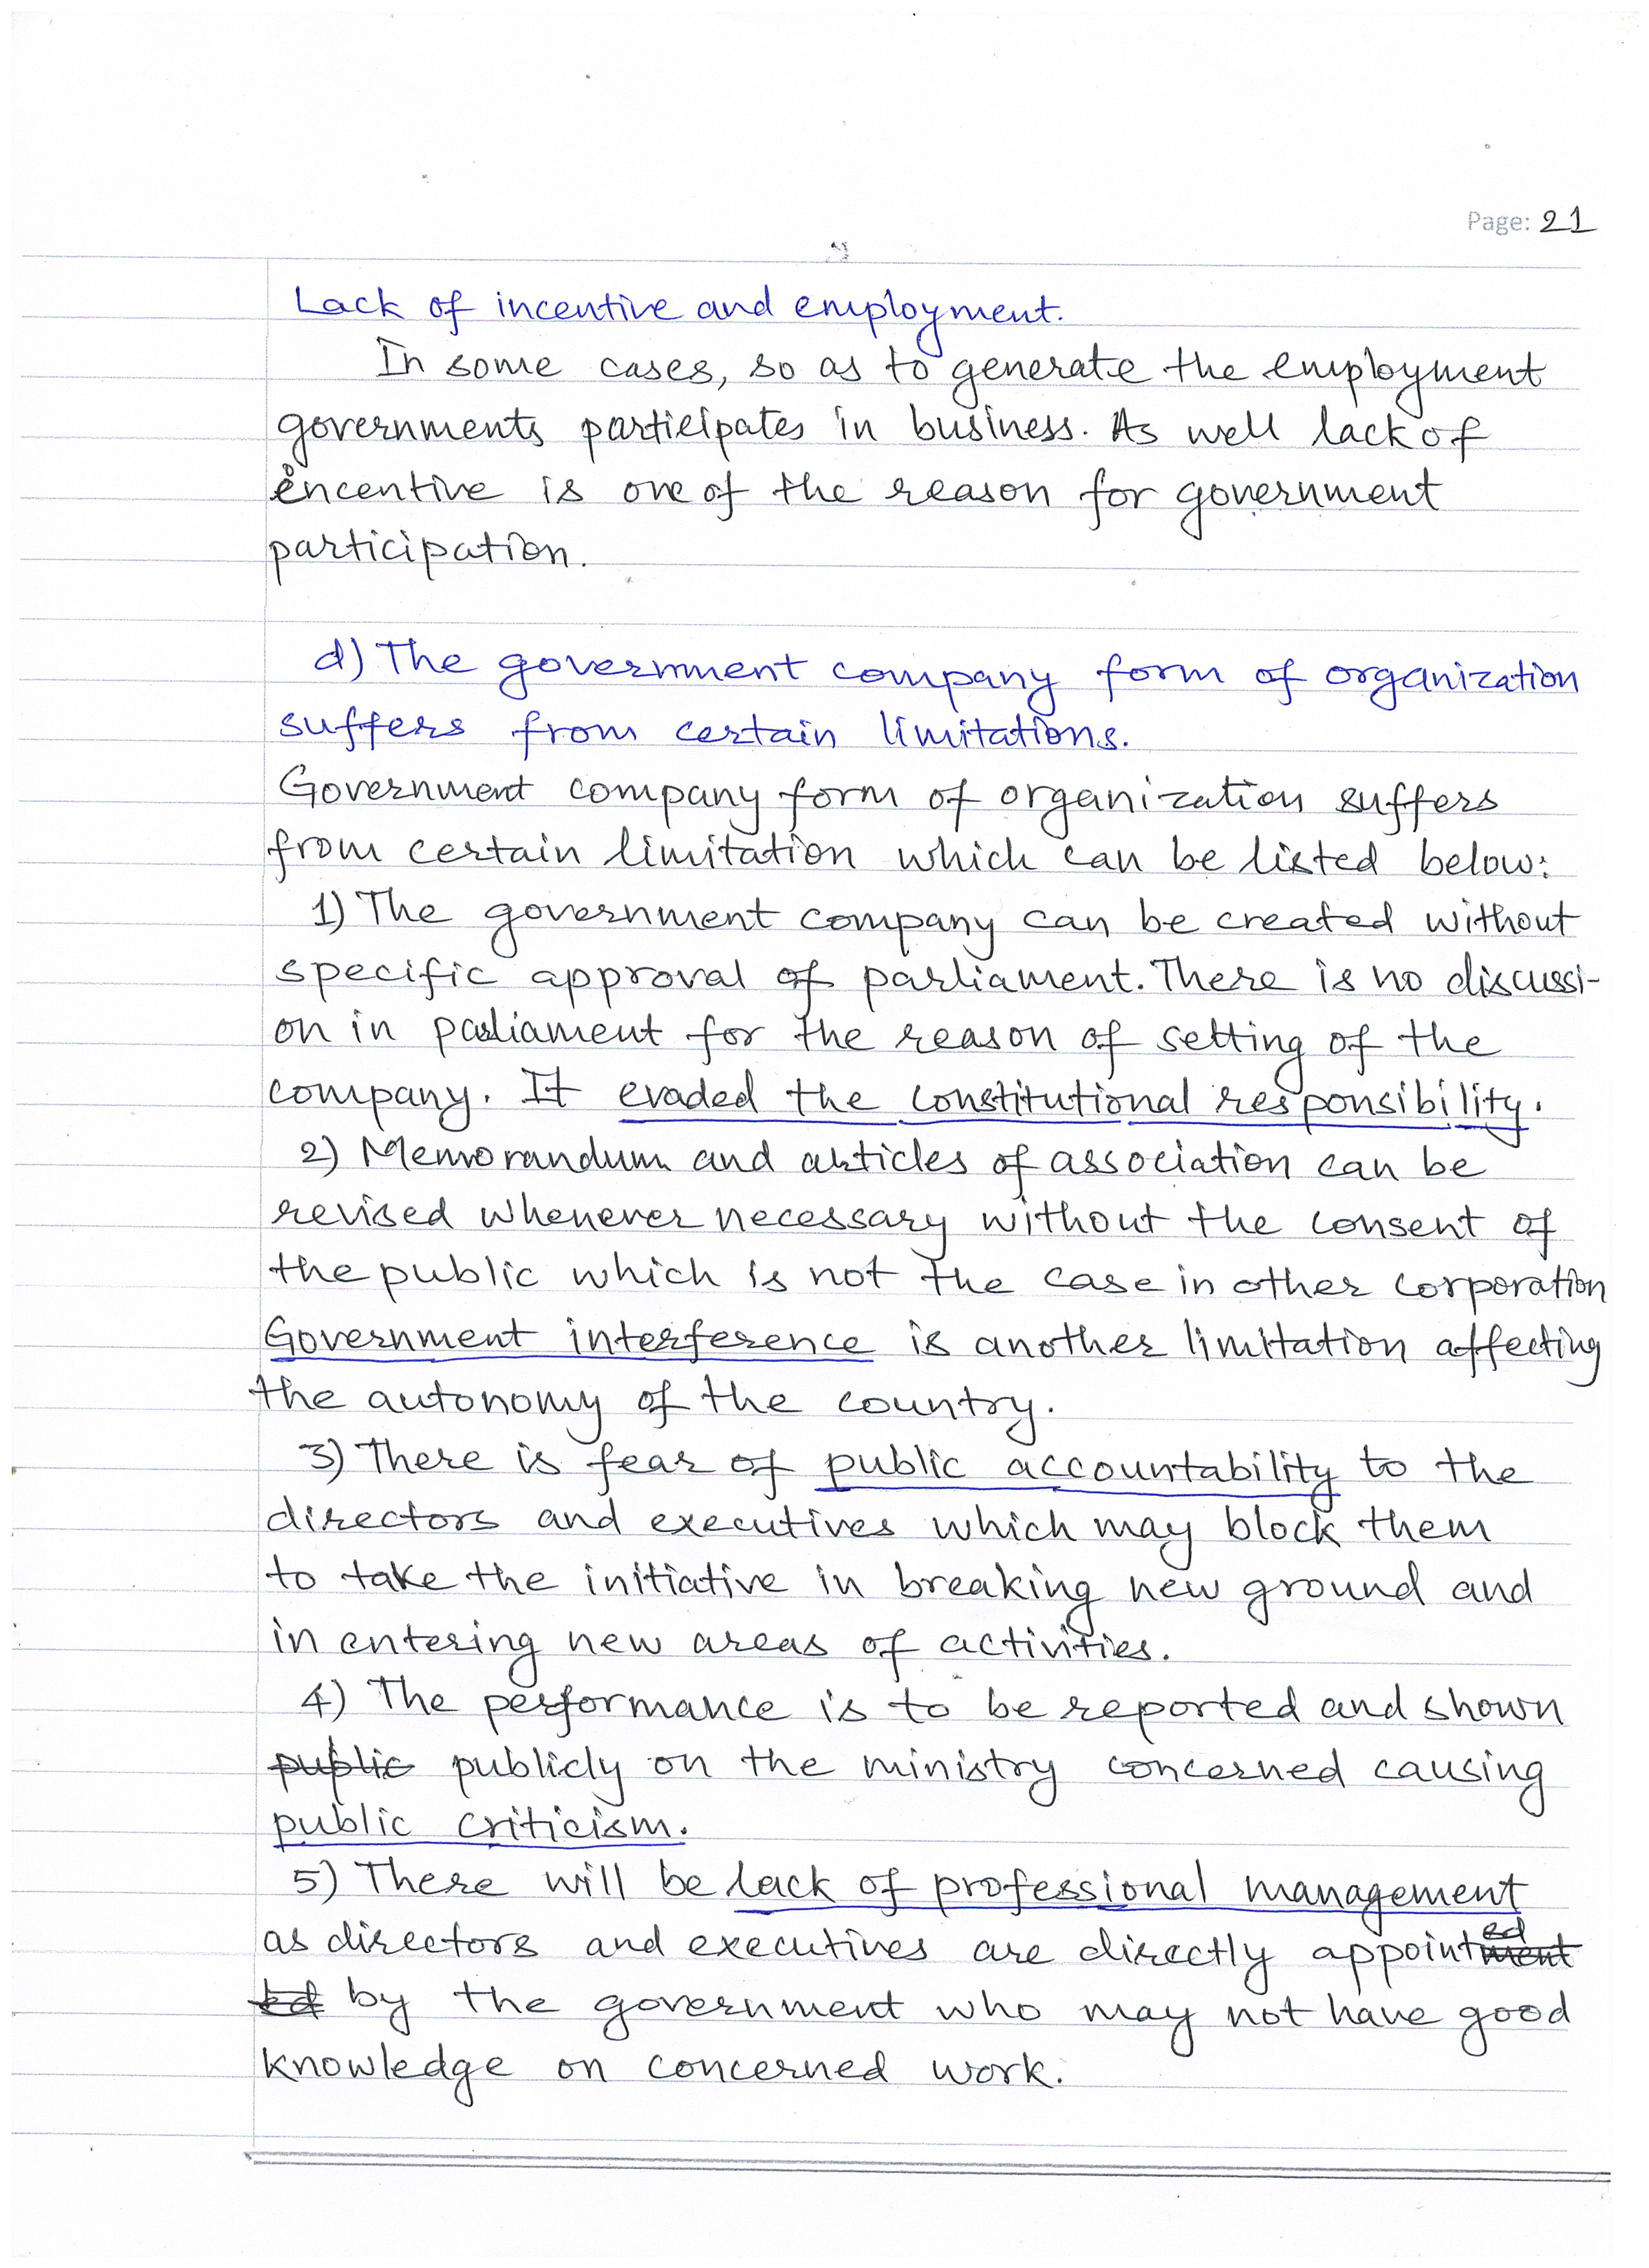 Page: 21
Lack of incentive and employment.
In some cases, so as to generate the employment
governments participates in business. As well lack of
incentive is one of the reason for government
participation.
d) The government company form of organization
suffers from certain limitations.
Government company form of organization suffers
from certain limitation which can be listed below:
1) The government company can be created without
specific approval of parliament. There is no discussi-
on in parliament for the reason of setting of the
company. It evaded the constitutional responsibility.
2) Memorandum and articles of association can be
revised whenever necessary without the consent of
the public which is not the case in other corporation
Government interference is another limitation affecting
the autonomy of the country.
3) There is fear of public accountability to the
directors and executives which may block them
to take the initiative in breaking new ground and
in entering new areas of activities.
4) The performance is to be reported and shown
public publicly on the ministry concerned causing
public criticism.
5) There will be lack of professional management
as directors and executives are directly appointed
by the government who may not have good
knowledge on concerned work.